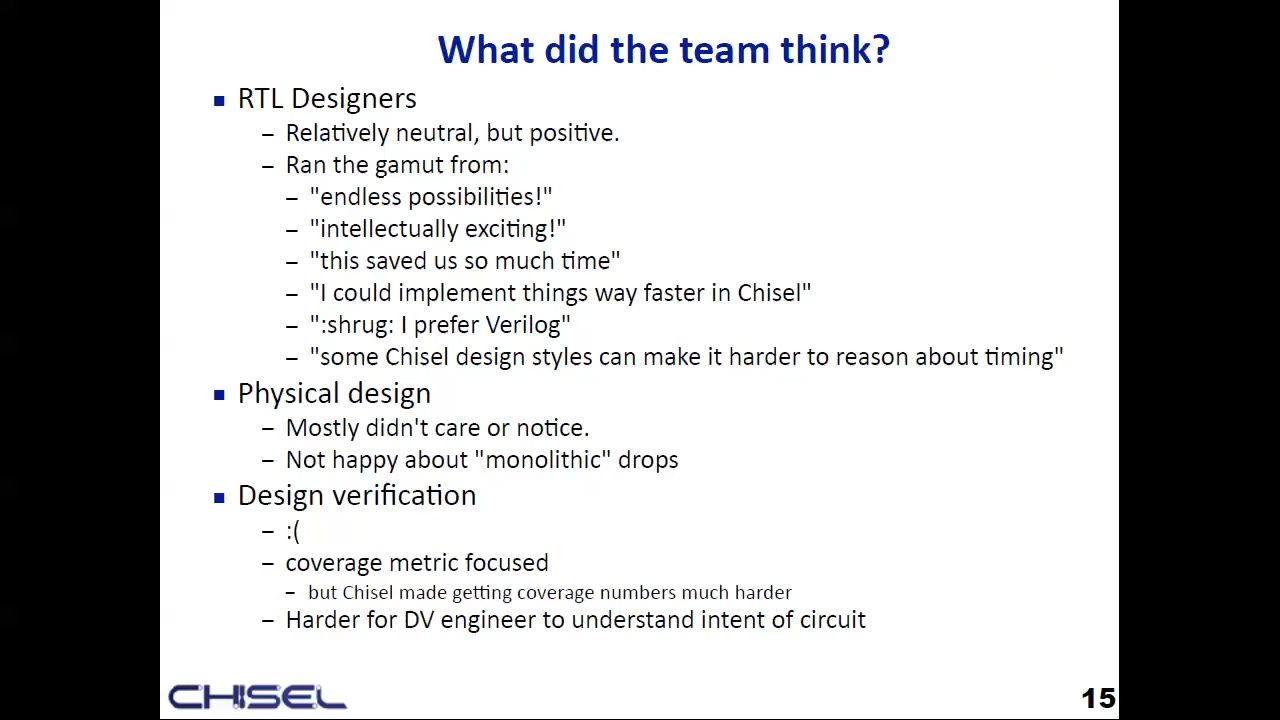 What did the team think?
▪ RTL Designers
– Relatively neutral, but positive.
– Ran the gamut from:
– "endless possibilities!"
– "intellectually exciting!"
– "this saved us so much time"
– "I could implement things way faster in Chisel"
– ":shrug: I prefer Verilog"
– "some Chisel design styles can make it harder to reason about timing"
▪ Physical design
– Mostly didn't care or notice.
– Not happy about "monolithic" drops
▪ Design verification
– :(
– coverage metric focused
– but Chisel made getting coverage numbers much harder
– Harder for DV engineer to understand intent of circuit
CHISEL
15